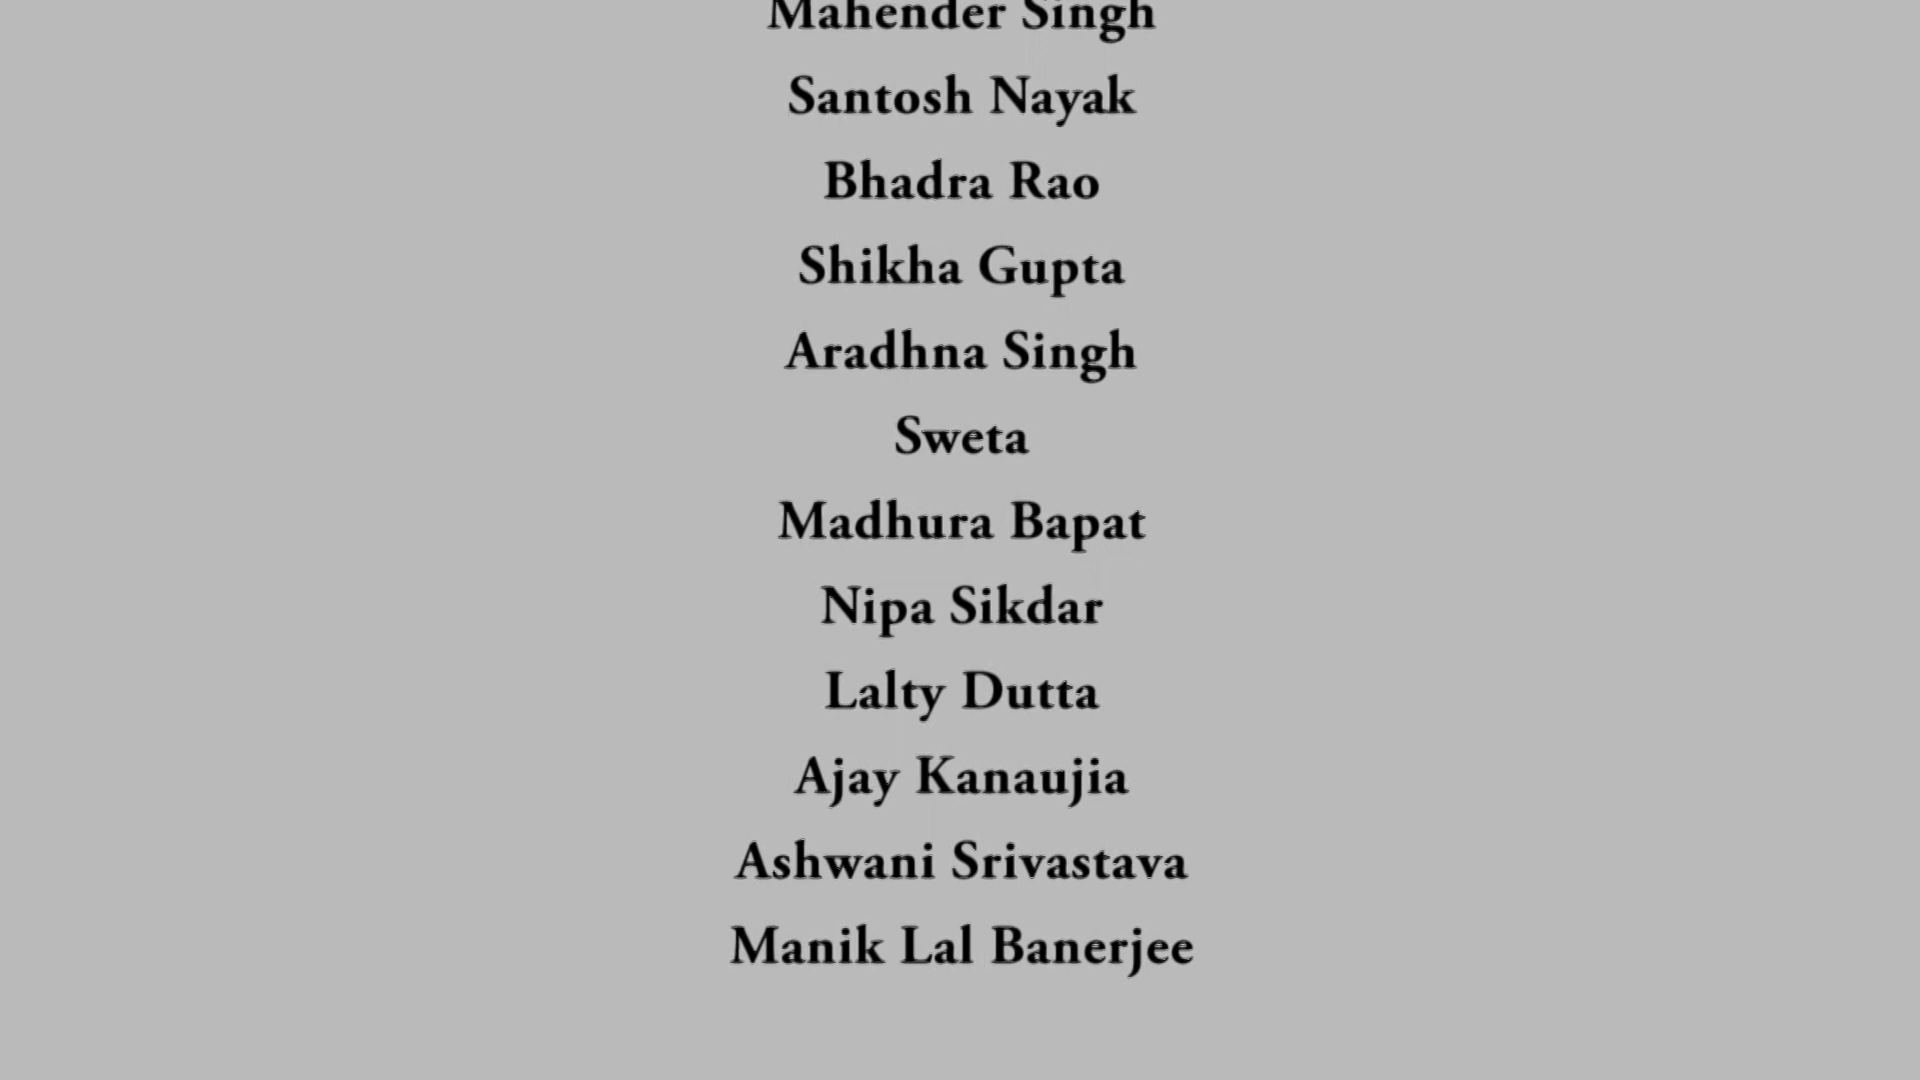 Mahender Singh
Santosh Nayak
Bhadra Rao
Shikha Gupta
Aradhna Singh
Sweta
Madhura Bapat
Nipa Sikdar
Lalty Dutta
Ajay Kanaujia
Ashwani Srivastava
Manik Lal Banerjee